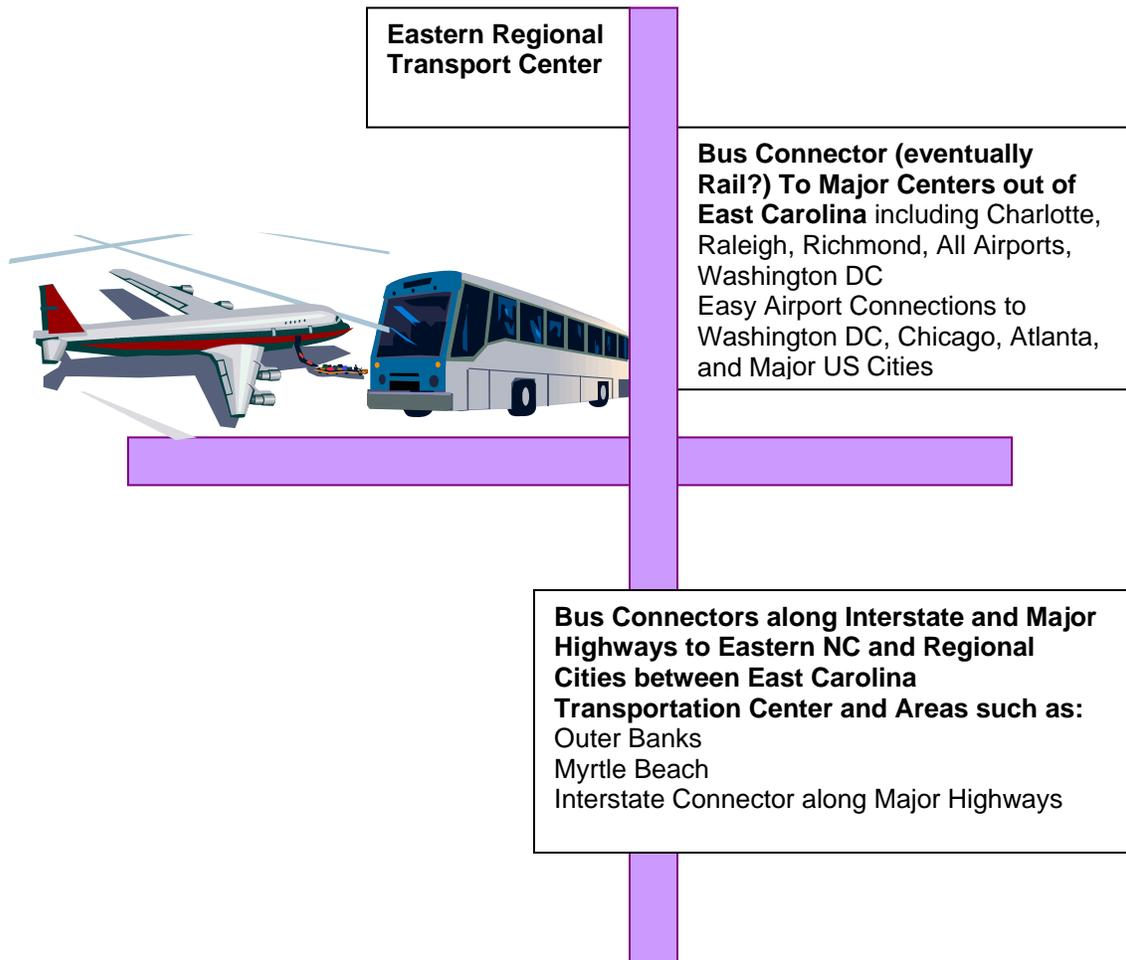 Eastern Regional
Transport Center
Bus Connector (eventually
Rail?) To Major Centers out of
East Carolina including Charlotte,
Raleigh, Richmond, All Airports,
Washington DC
Easy Airport Connections to
Washington DC, Chicago, Atlanta,
and Major US Cities
Bus Connectors along Interstate and Major
Highways to Eastern NC and Regional
Cities between East Carolina
Transportation Center and Areas such as:
Outer Banks
Myrtle Beach
Interstate Connector along Major Highways